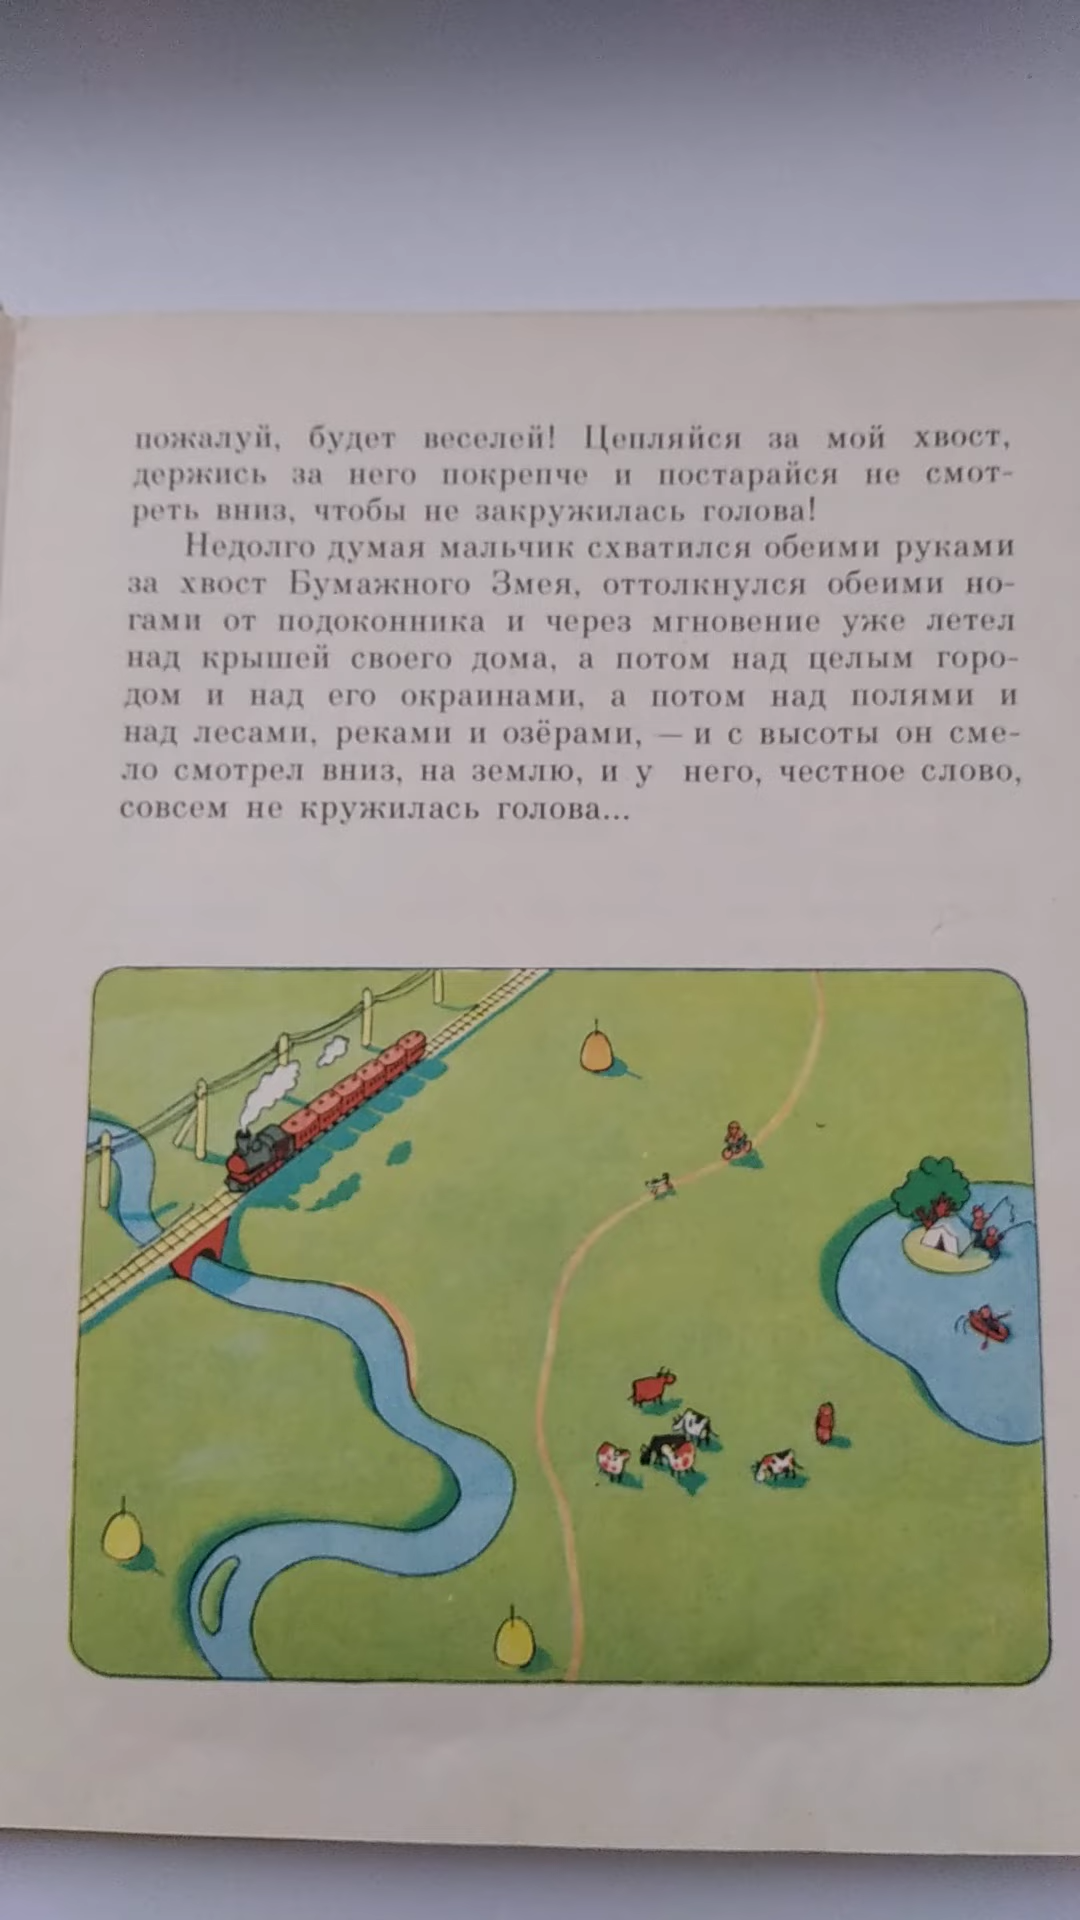 пожалуй, будет веселей! Цепляйся за мой хвост,
держись за него покрепче и постарайся не смот-
реть вниз, чтобы не закружилась голова!
Недолго думая мальчик схватился обеими руками
за хвост Бумажного Змея, оттолкнулся обеими но-
гами от подоконника и через мгновение уже летел
над крышей своего дома, а потом над целым горо-
дом и над его окраинами, а потом над полями и
над лесами, реками и озёрами, — и с высоты он сме-
ло смотрел вниз, на землю, и у него, честное слово,
совсем не кружилась голова...